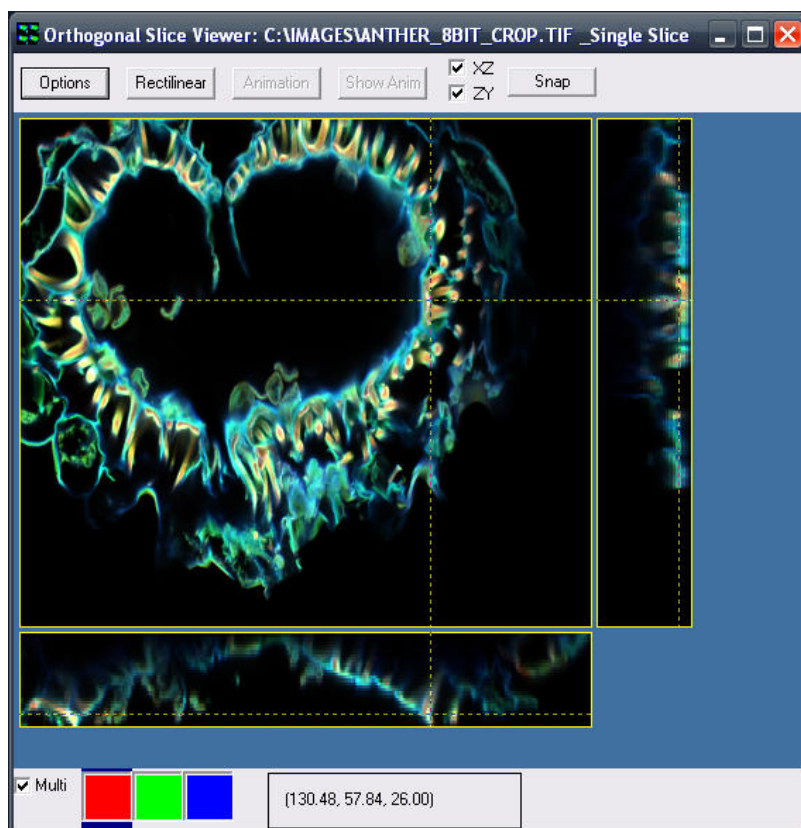 Orthogonal Slice Viewer: C:\IMAGES\ANTHER_8BIT_CROP.TIF _Single Slice
Options Rectilinear Animation Show Anim XZ Snap
ZY
Multi (130.48, 57.84, 26.00)